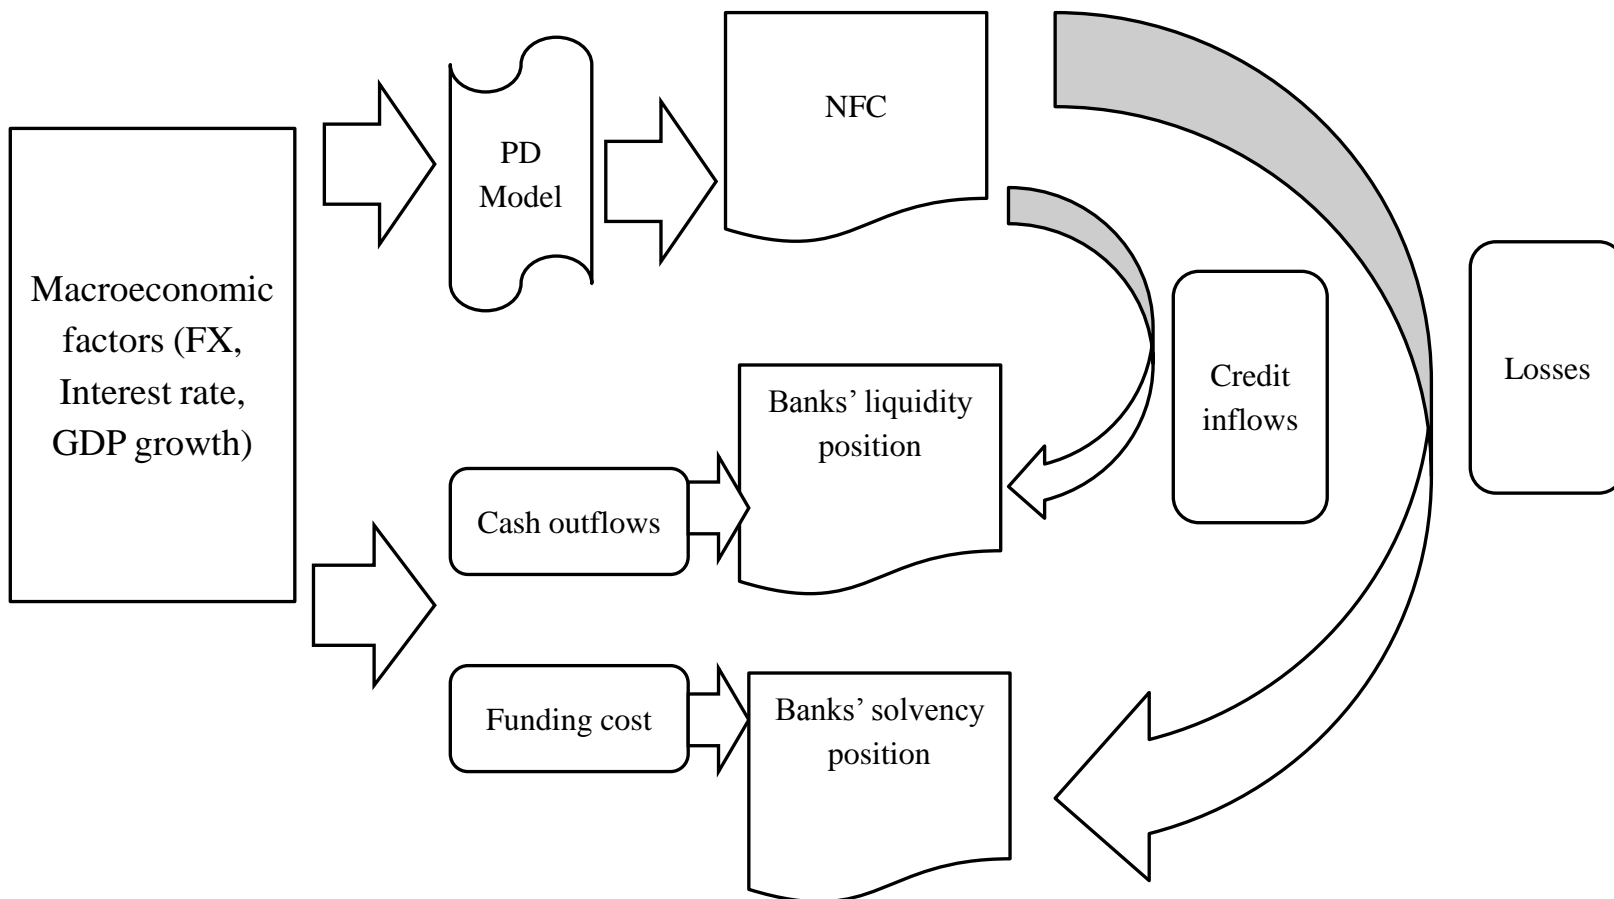 Macroeconomic
factors (FX,
Interest rate,
GDP growth)
PD
Model
NFC
Banks’ liquidity
position
Cash outflows
Funding cost
Banks’ solvency
position
Credit
inflows
Losses